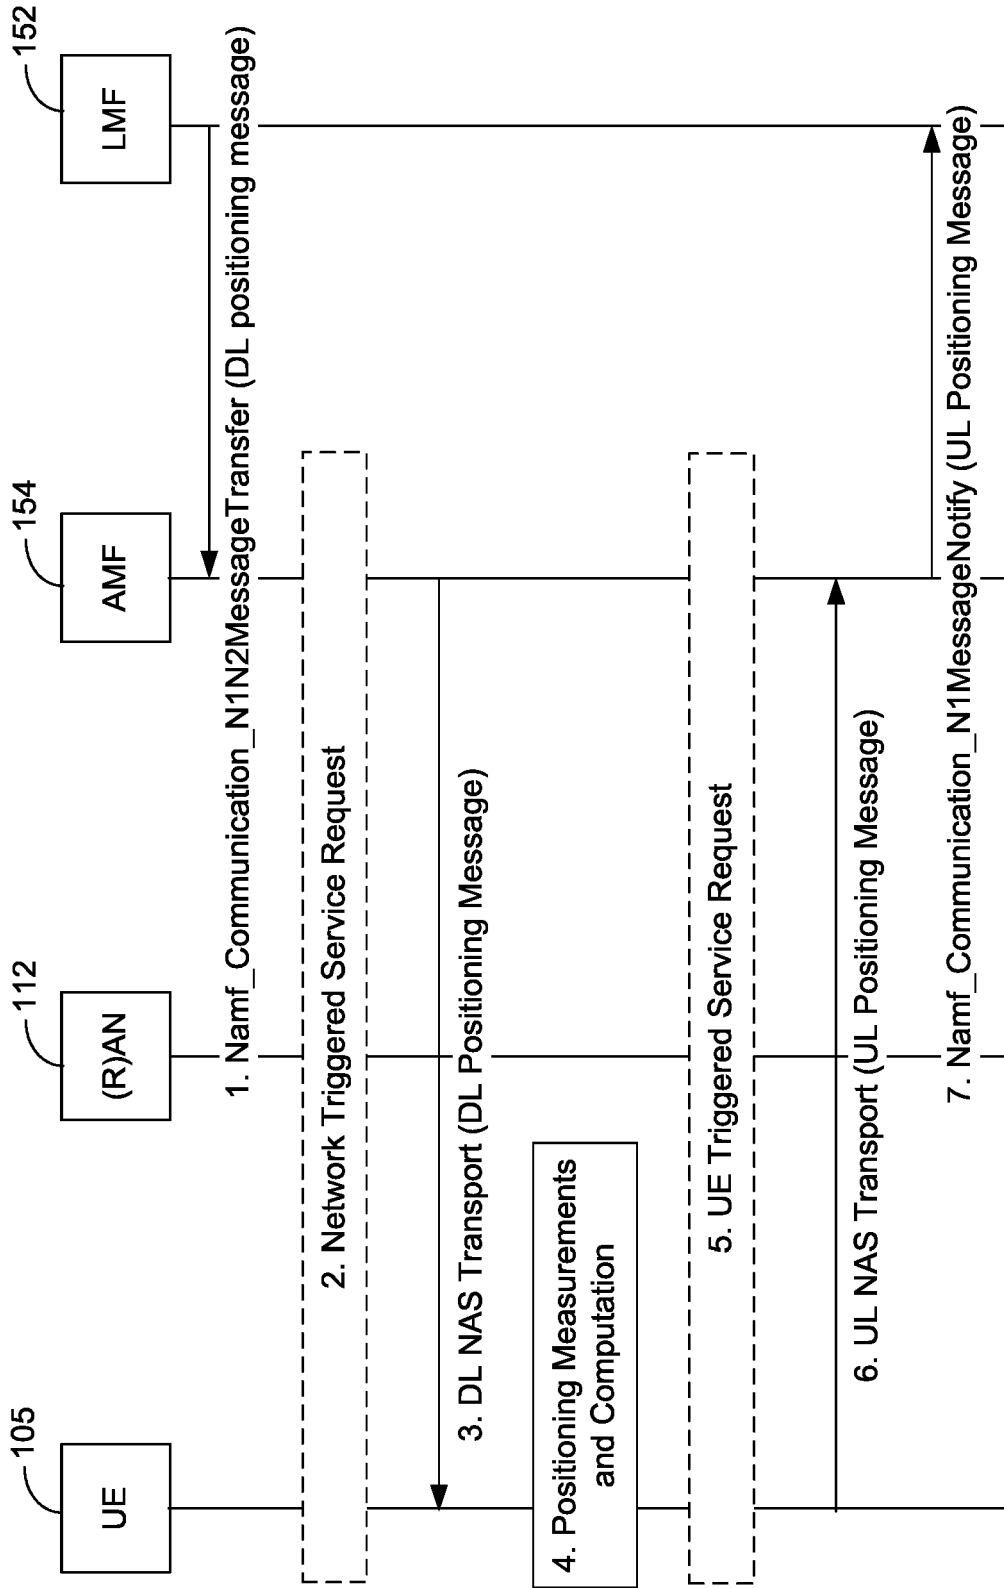 105
112
154
152
UE
(R)AN
AMF
LMF
1. Namf_Communication_N1N2MessageTransfer (DL positioning message)
2. Network Triggered Service Request
3. DL NAS Transport (DL Positioning Message)
4. Positioning Measurements
and Computation
5. UE Triggered Service Request
6. UL NAS Transport (UL Positioning Message)
7. Namf_Communication_N1MessageNotify (UL Positioning Message)